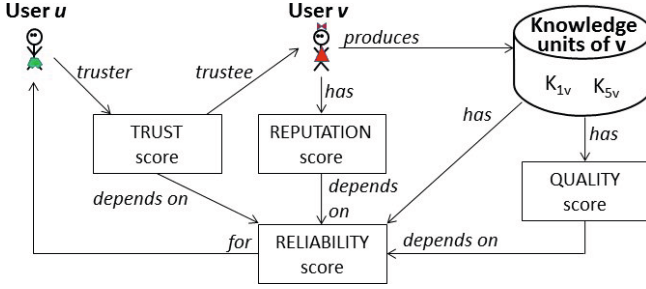 User u
User v
Knowledge
units of v
produces
truster
trustee
K1v
K5v
has
has
has
TRUST
score
REPUTATION
score
QUALITY
score
depends on
depends
on
for
RELIABILITY
score
depends on